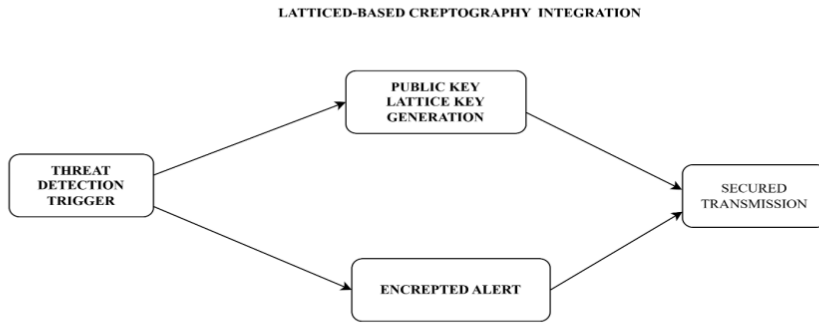 LATTICED-BASED CREPTOGRAPHY INTEGRATION
PUBLIC KEY
LATTICE KEY
GENERATION
THREAT
DETECTION
TRIGGER
SECURED
TRANSMISSION
ENCREPTED ALERT